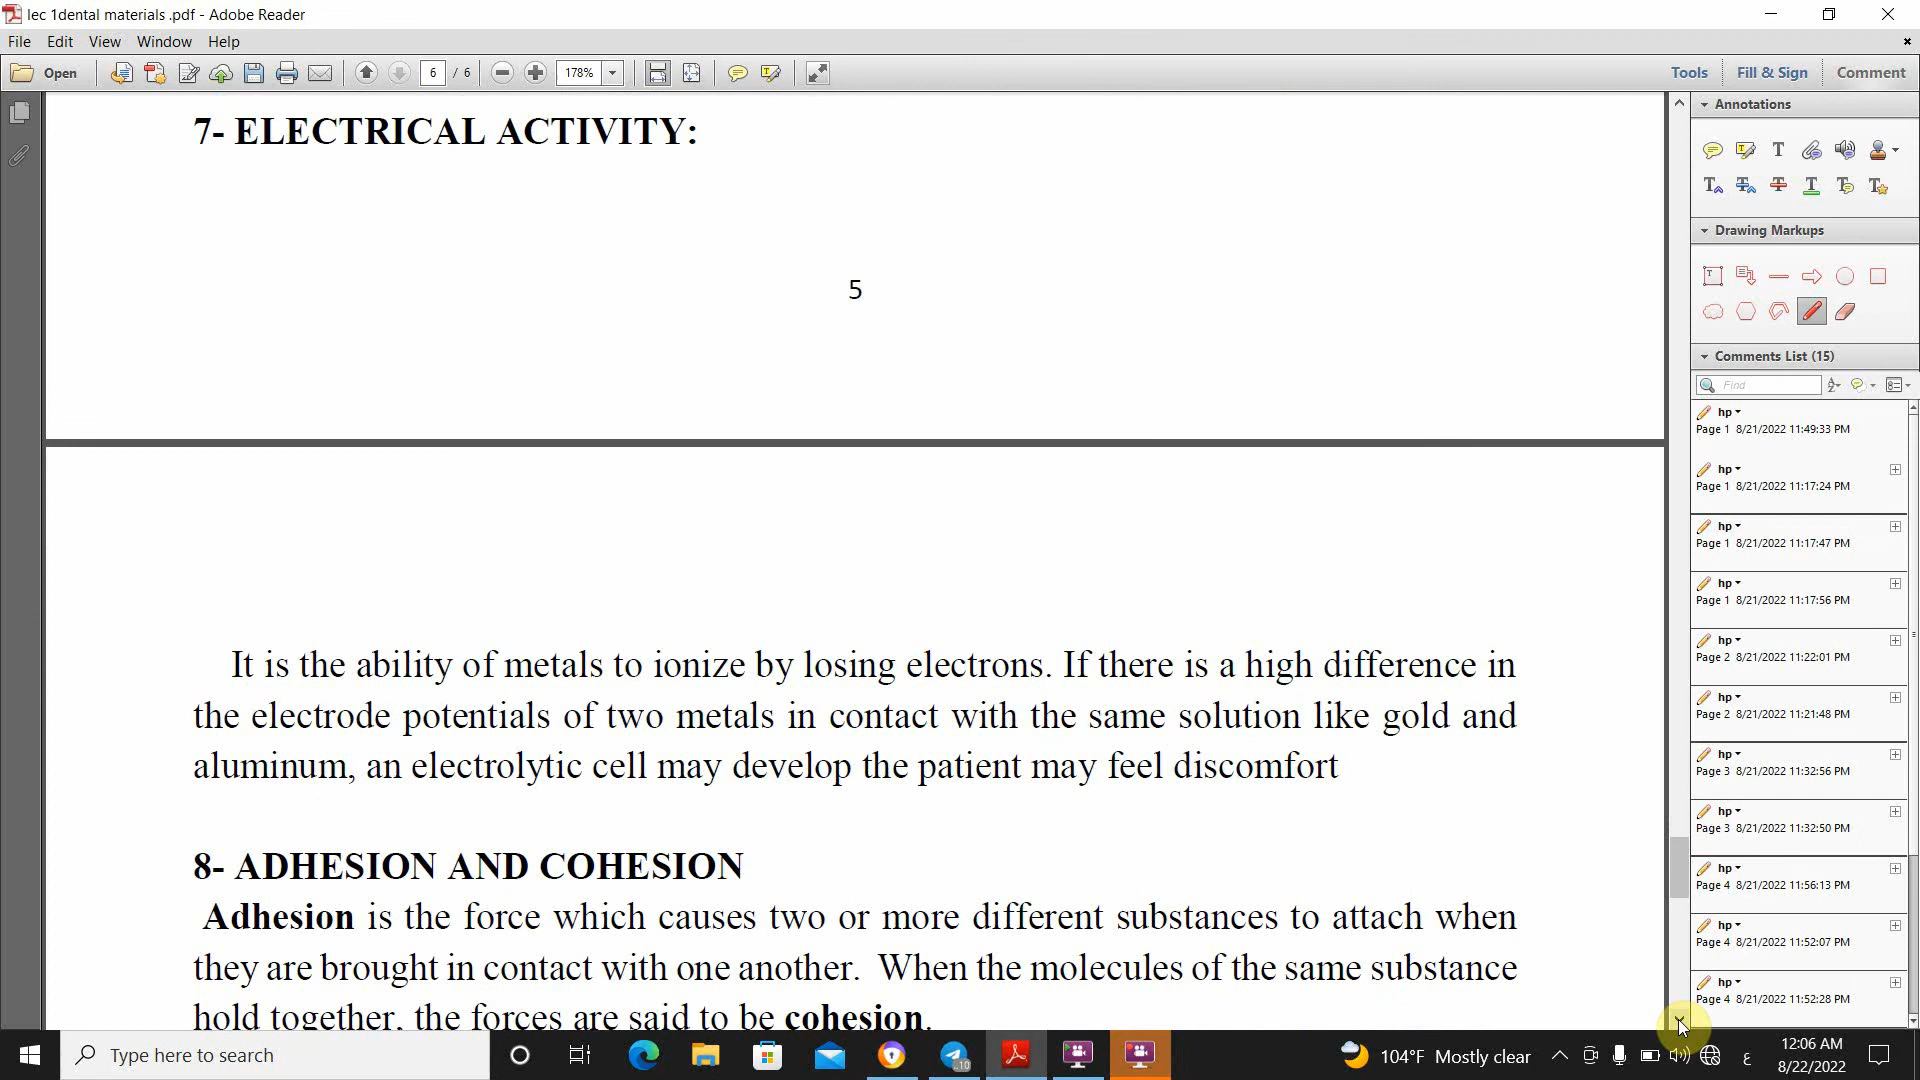 lec 1dental materials .pdf - Adobe Reader
File Edit View Window Help
Open 6 / 6 178% Tools Fill & Sign Comment
7- ELECTRICAL ACTIVITY:
5
It is the ability of metals to ionize by losing electrons. If there is a high difference in
the electrode potentials of two metals in contact with the same solution like gold and
aluminum, an electrolytic cell may develop the patient may feel discomfort
8- ADHESION AND COHESION
Adhesion is the force which causes two or more different substances to attach when
they are brought in contact with one another. When the molecules of the same substance
hold together, the forces are said to be cohesion.
Annotations
Drawing Markups
Comments List (15)
Find
hp
Page 1 8/21/2022 11:49:33 PM
hp
Page 1 8/21/2022 11:17:24 PM
hp
Page 1 8/21/2022 11:17:47 PM
hp
Page 1 8/21/2022 11:17:56 PM
hp
Page 2 8/21/2022 11:22:01 PM
hp
Page 2 8/21/2022 11:21:48 PM
hp
Page 3 8/21/2022 11:32:56 PM
hp
Page 3 8/21/2022 11:32:50 PM
hp
Page 4 8/21/2022 11:56:13 PM
hp
Page 4 8/21/2022 11:52:07 PM
hp
Page 4 8/21/2022 11:52:28 PM
Type here to search
10
104°F Mostly clear
ع
12:06 AM
8/22/2022